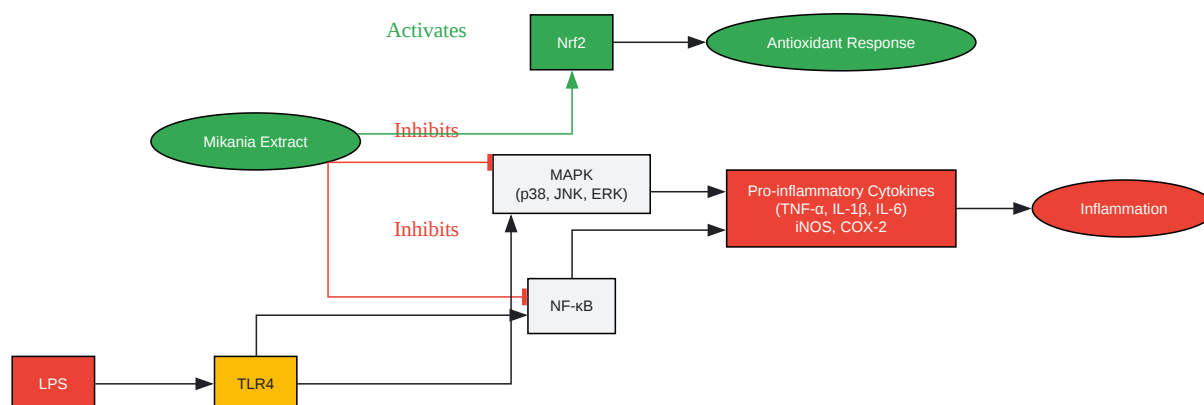 Activates
Nrf2
Antioxidant Response
Mikania Extract
Inhibits
MAPK
(p38, JNK, ERK)
Pro-inflammatory Cytokines
(TNF-α, IL-1β, IL-6)
iNOS, COX-2
Inflammation
Inhibits
NF-κB
LPS
TLR4